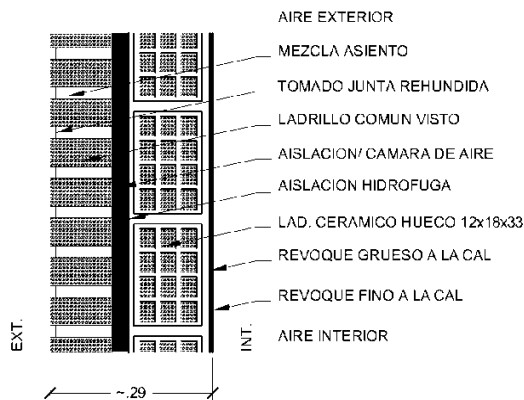 AIRE EXTERIOR
MEZCLA ASIENTO
TOMADO JUNTA REHUNDIDA
LADRILLO COMUN VISTO
AISLACION/ CAMARA DE AIRE
AISLACION HIDROFUGA
LAD. CERAMICO HUECO 12x18x33
REVOQUE GRUESO A LA CAL
REVOQUE FINO A LA CAL
AIRE INTERIOR
EXT.
INT.
~.29